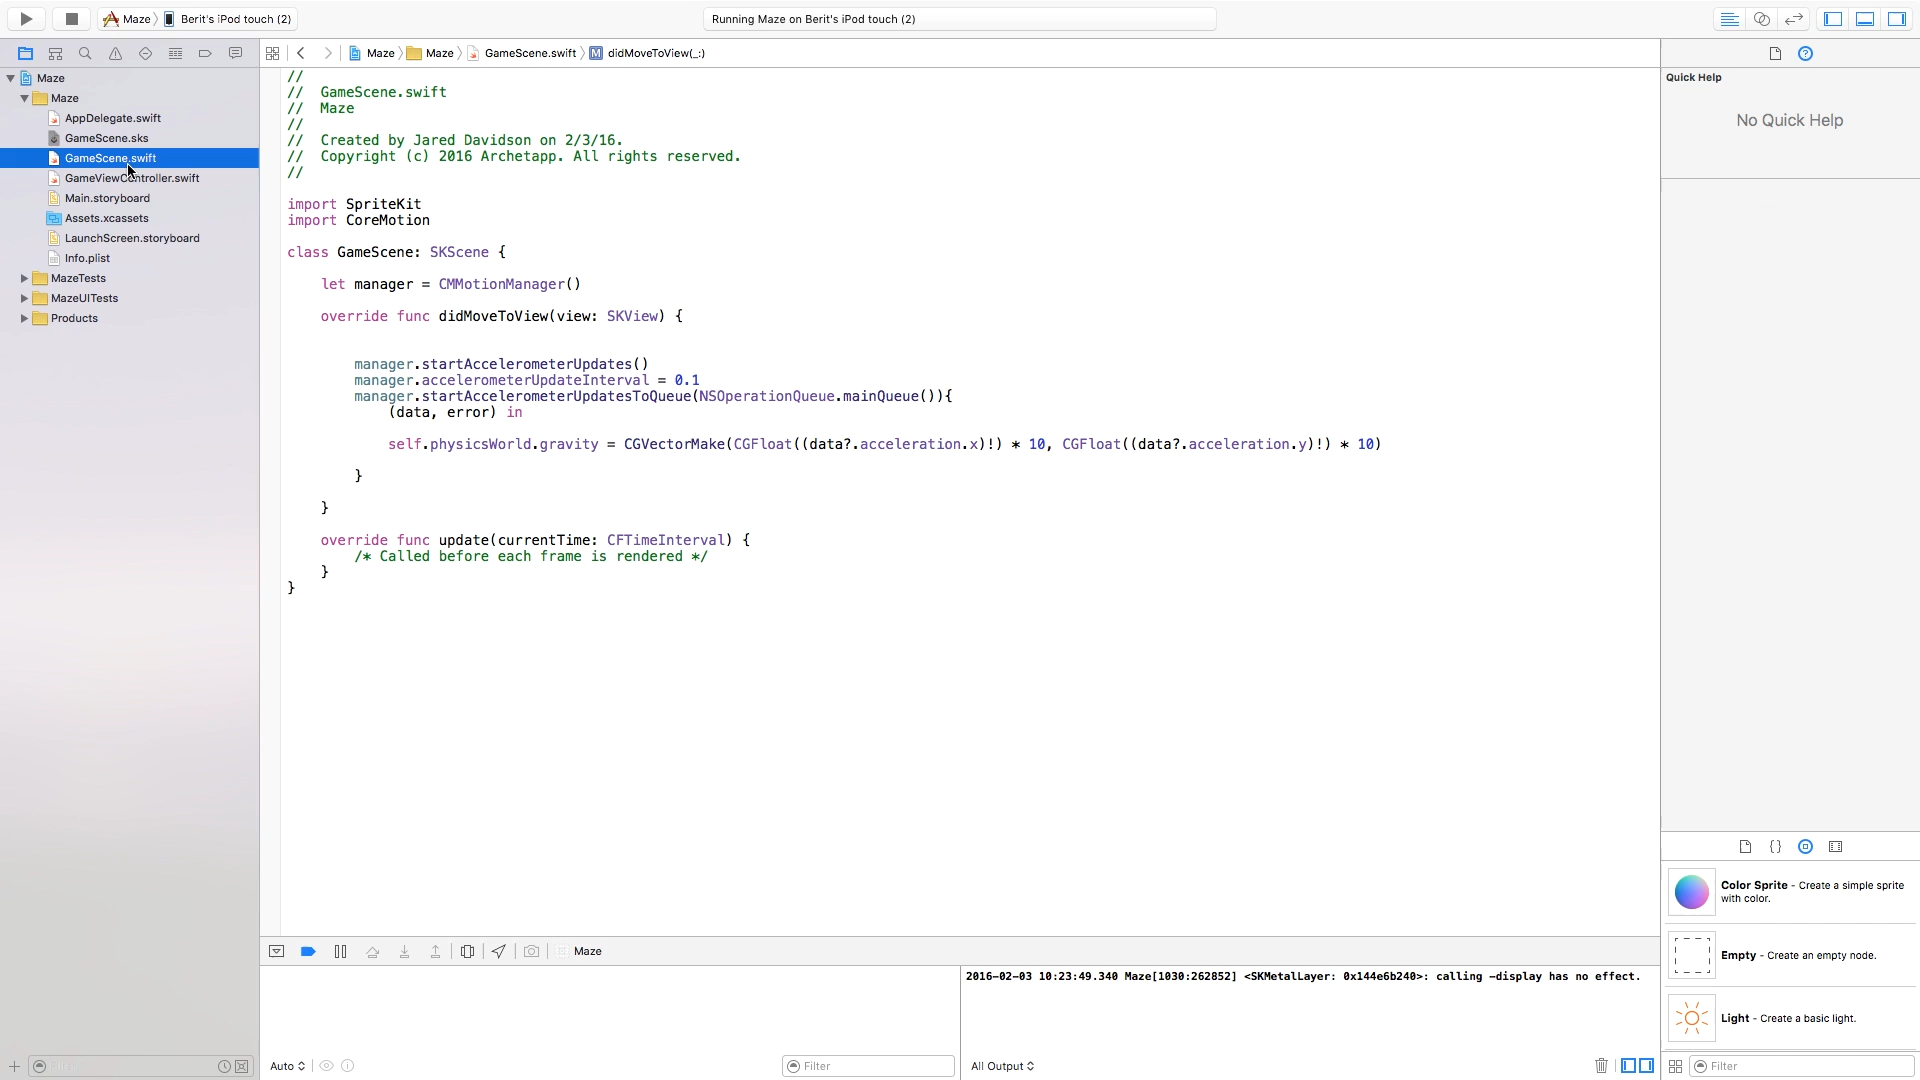 Maze
Berit's iPod touch (2)
Running Maze on Berit's iPod touch (2)
Maze
Maze
GameScene.swift
didMoveToView(_:)
Quick Help
No Quick Help
Maze
Maze
AppDelegate.swift
GameScene.sks
GameScene.swift
GameViewController.swift
Main.storyboard
Assets.xcassets
LaunchScreen.storyboard
Info.plist
MazeTests
MazeUITests
Products
//
// GameScene.swift
// Maze
//
// Created by Jared Davidson on 2/3/16.
// Copyright (c) 2016 Archetapp. All rights reserved.
//
import SpriteKit
import CoreMotion
class GameScene: SKScene {
let manager = CMMotionManager()
override func didMoveToView(view: SKView) {
manager.startAccelerometerUpdates()
manager.accelerometerUpdateInterval = 0.1
manager.startAccelerometerUpdatesToQueue(NSOperationQueue.mainQueue()){
(data, error) in
self.physicsWorld.gravity = CGVectorMake(CGFloat((data?.acceleration.x)!) * 10, CGFloat((data?.acceleration.y)!) * 10)
}
}
override func update(currentTime: CFTimeInterval) {
/* Called before each frame is rendered */
}
}
Maze
2016-02-03 10:23:49.340 Maze[1030:262852] <SKMetalLayer: 0x144e6b240>: calling -display has no effect.
Auto
Filter
All Output
{}
Color Sprite - Create a simple sprite
with color.
Empty - Create an empty node.
Light - Create a basic light.
Filter